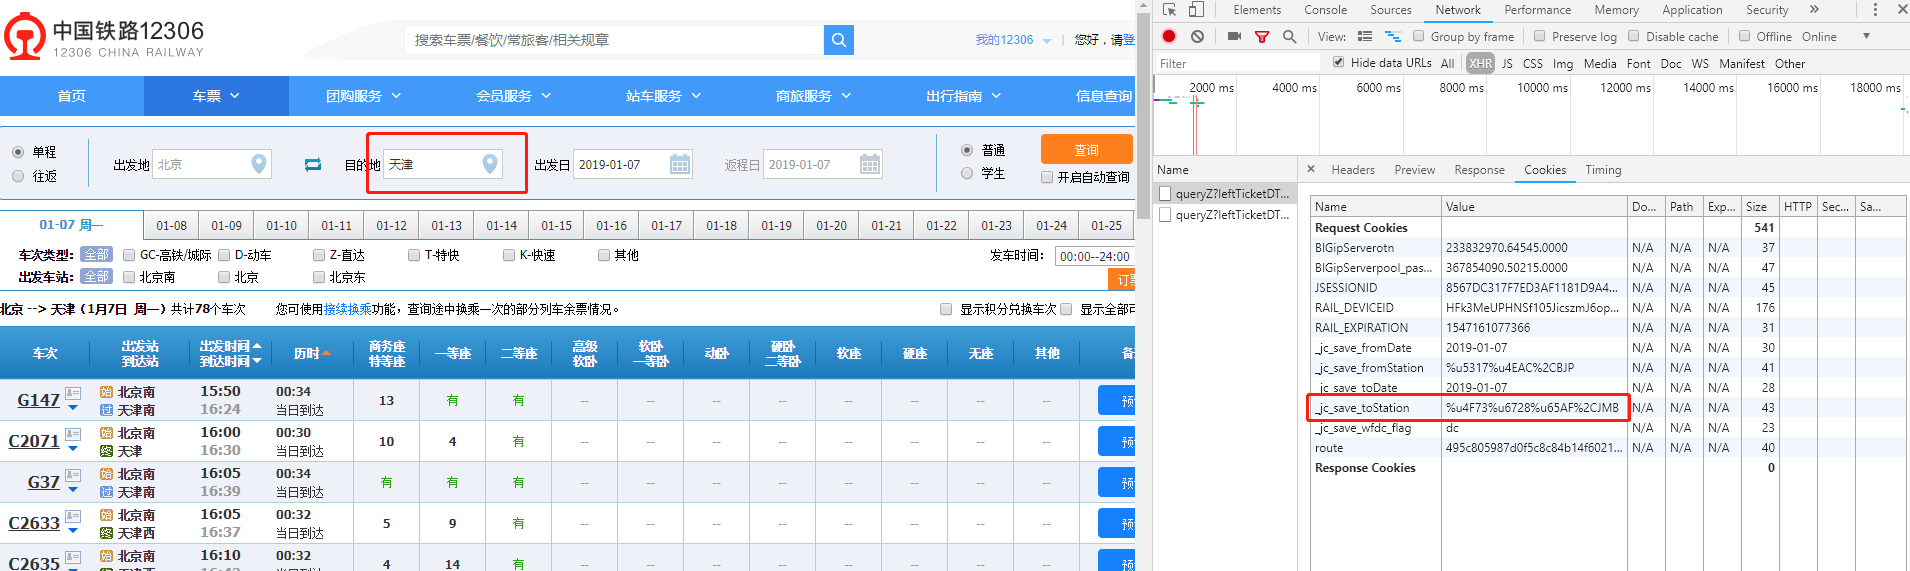 中国铁路12306
12306 CHINA RAILWAY
搜索车票/餐饮/常旅客/相关规章
我的12306 | 您好，请登
首页 车票 团购服务 会员服务 站车服务 商旅服务 出行指南 信息查询
单程
往返
出发地 北京 目的地 天津 出发日 2019-01-07 返程日 2019-01-07
普通
学生
查询
开启自动查询
01-07 周一 01-08 01-09 01-10 01-11 01-12 01-13 01-14 01-15 01-16 01-17 01-18 01-19 01-20 01-21 01-22 01-23 01-24 01-25
车次类型： 全部 GC-高铁/城际 D-动车 Z-直达 T-特快 K-快速 其他 发车时间： 00:00--24:00
出发车站： 全部 北京南 北京 北京东 订票
北京 --> 天津（1月7日 周一）共计78个车次 您可使用接续换乘功能，查询途中换乘一次的部分列车余票情况。 显示积分兑换车次 显示全部可
车次 出发站 到达站 出发时间 到达时间 历时 商务座 特等座 一等座 二等座 高级 软卧 软卧 一等卧 动卧 硬卧 二等卧 软座 硬座 无座 其他 备
G147 始 北京南 15:50 00:34 13 有 有 -- -- -- -- -- -- -- -- 预
过 天津南 16:24 当日到达
C2071 始 北京南 16:00 00:30 10 4 有 -- -- -- -- -- -- -- -- 预
终 天津 16:30 当日到达
G37 始 北京南 16:05 00:34 有 有 有 -- -- -- -- -- -- -- -- 预
过 天津南 16:39 当日到达
C2633 始 北京南 16:05 00:32 5 9 有 -- -- -- -- -- -- -- -- 预
终 天津西 16:37 当日到达
C2635 始 北京南 16:10 00:32 4 14 有 -- -- -- -- -- -- -- -- 预
Elements Console Sources Network Performance Memory Application Security »
View: Group by frame Preserve log Disable cache Offline Online
Filter Hide data URLs All XHR JS CSS Img Media Font Doc WS Manifest Other
2000 ms 4000 ms 6000 ms 8000 ms 10000 ms 12000 ms 14000 ms 16000 ms 18000 ms
Name
queryZ?leftTicketDT...
queryZ?leftTicketDT...
× Headers Preview Response Cookies Timing
Name Value Do... Path Exp... Size HTTP Sec... Sa...
Request Cookies 541
BIGipServerotn 233832970.64545.0000 N/A N/A N/A 37
BIGipServerpool_pas... 367854090.50215.0000 N/A N/A N/A 47
JSESSIONID 8567DC317F7ED3AF1181D9A4... N/A N/A N/A 45
RAIL_DEVICEID HFk3MeUPHNSf105JicszmJ6op... N/A N/A N/A 176
RAIL_EXPIRATION 1547161077366 N/A N/A N/A 31
_jc_save_fromDate 2019-01-07 N/A N/A N/A 30
_jc_save_fromStation %u5317%u4EAC%2CBJP N/A N/A N/A 41
_jc_save_toDate 2019-01-07 N/A N/A N/A 28
_jc_save_toStation %u4F73%u6728%u65AF%2CJMB N/A N/A N/A 43
_jc_save_wfdc_flag dc N/A N/A N/A 23
route 495c805987d0f5c8c84b14f6021... N/A N/A N/A 40
Response Cookies 0